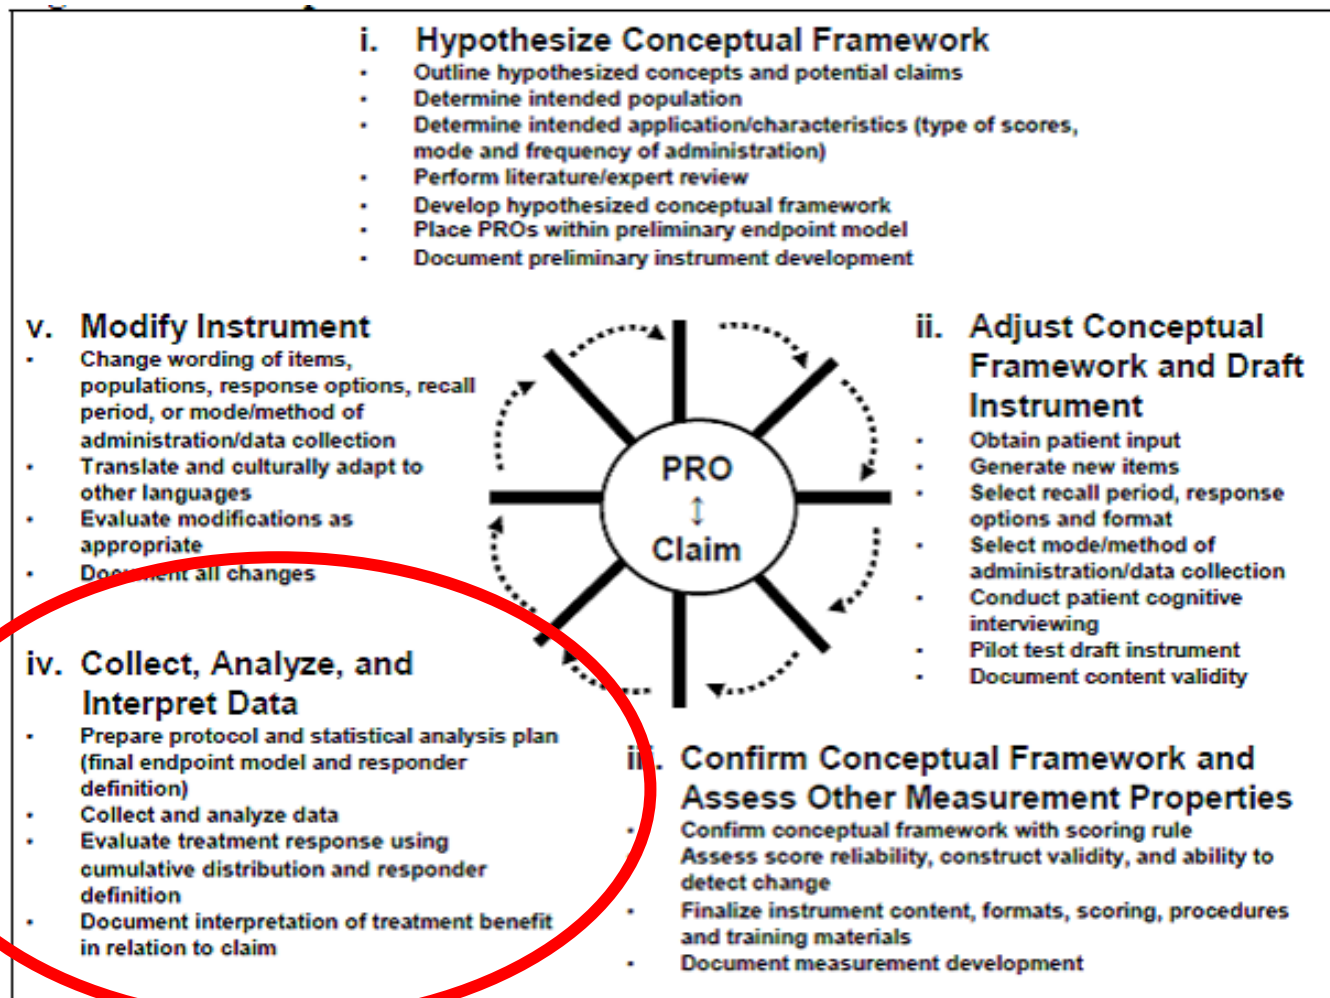 i. Hypothesize Conceptual Framework
• Outline hypothesized concepts and potential claims
• Determine intended population
• Determine intended application/characteristics (type of scores,
mode and frequency of administration)
• Perform literature/expert review
• Develop hypothesized conceptual framework
• Place PROs within preliminary endpoint model
• Document preliminary instrument development
ii. Adjust Conceptual
Framework and Draft
Instrument
• Obtain patient input
• Generate new items
• Select recall period, response
options and format
• Select mode/method of
administration/data collection
• Conduct patient cognitive
interviewing
• Pilot test draft instrument
• Document content validity
PRO
↕
Claim
iii. Confirm Conceptual Framework and
Assess Other Measurement Properties
• Confirm conceptual framework with scoring rule
• Assess score reliability, construct validity, and ability to
detect change
• Finalize instrument content, formats, scoring, procedures
and training materials
• Document measurement development
iv. Collect, Analyze, and
Interpret Data
• Prepare protocol and statistical analysis plan
(final endpoint model and responder
definition)
• Collect and analyze data
• Evaluate treatment response using
cumulative distribution and responder
definition
• Document interpretation of treatment benefit
in relation to claim
v. Modify Instrument
• Change wording of items,
populations, response options, recall
period, or mode/method of
administration/data collection
• Translate and culturally adapt to
other languages
• Evaluate modifications as
appropriate
• Document all changes